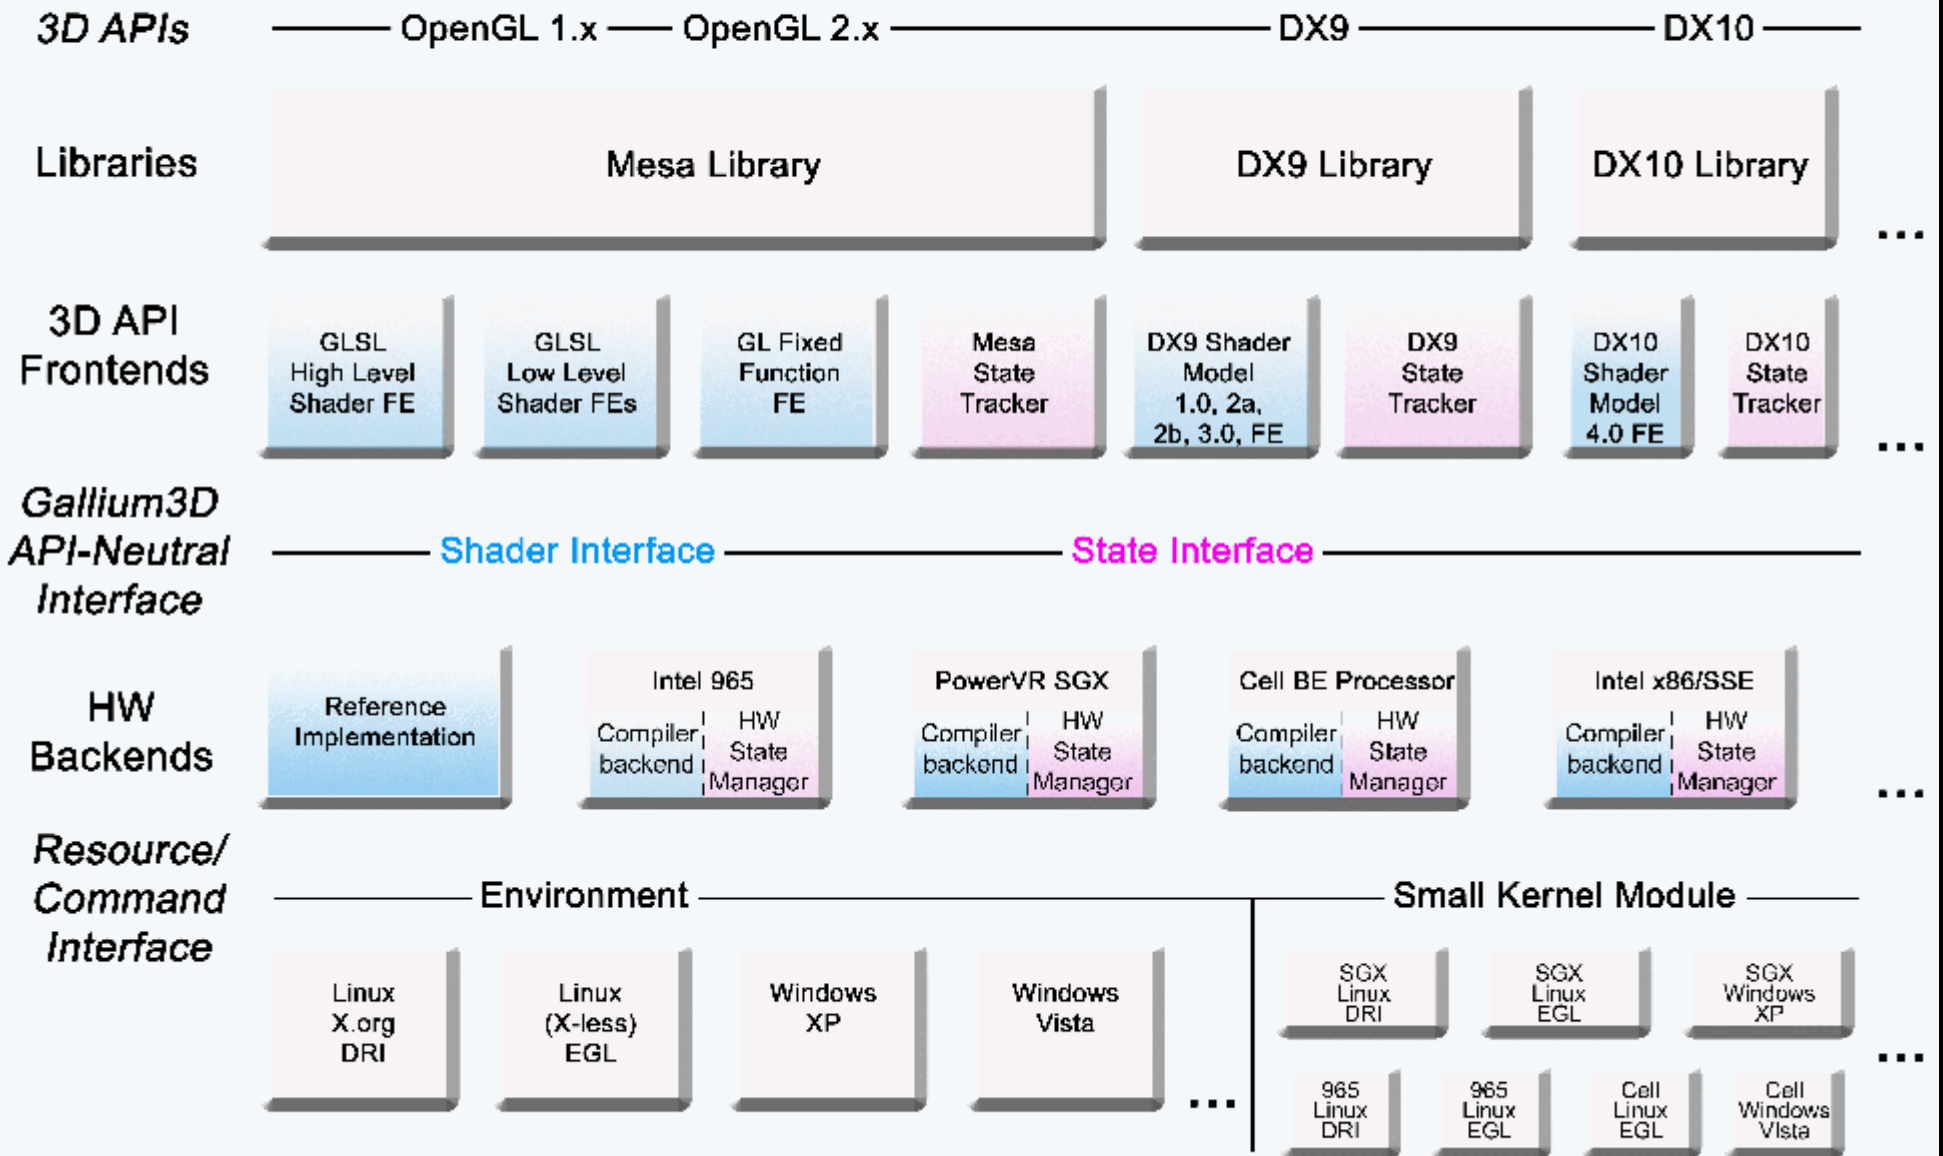 3D APIs
OpenGL 1.x
OpenGL 2.x
DX9
DX10
Libraries
Mesa Library
DX9 Library
DX10 Library
...
3D API
Frontends
GLSL
High Level
Shader FE
GLSL
Low Level
Shader FEs
GL Fixed
Function
FE
Mesa
State
Tracker
DX9 Shader
Model
1.0, 2a,
2b, 3.0, FE
DX9
State
Tracker
DX10
Shader
Model
4.0 FE
DX10
State
Tracker
...
Gallium3D
API-Neutral
Interface
Shader Interface
State Interface
HW
Backends
Reference
Implementation
Intel 965
Compiler
backend
HW
State
Manager
PowerVR SGX
Compiler
backend
HW
State
Manager
Cell BE Processor
Compiler
backend
HW
State
Manager
Intel x86/SSE
Compiler
backend
HW
State
Manager
...
Resource/
Command
Interface
Environment
Small Kernel Module
Linux
X.org
DRI
Linux
(X-less)
EGL
Windows
XP
Windows
Vista
...
SGX
Linux
DRI
SGX
Linux
EGL
SGX
Windows
XP
...
965
Linux
DRI
965
Linux
EGL
Cell
Linux
EGL
Cell
Windows
VIsta